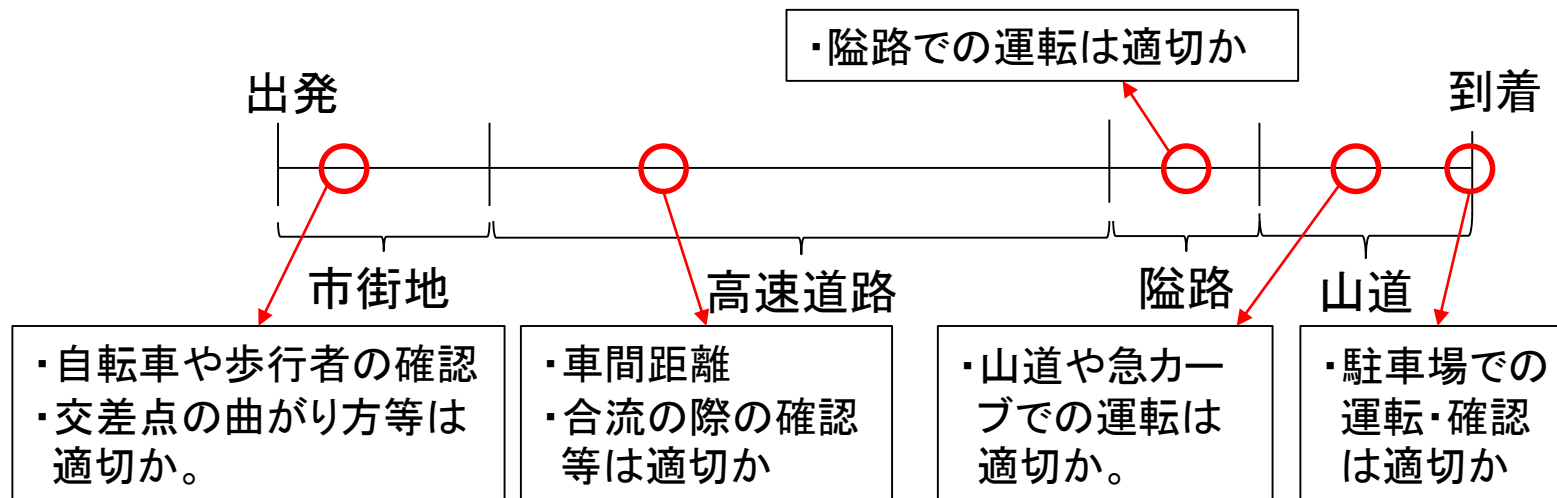 ・隘路での運転は適切か
出発
到着
市街地
高速道路
隘路
山道
・自転車や歩行者の確認
・交差点の曲がり方等は
適切か。
・車間距離
・合流の際の確認
等は適切か
・山道や急カー
ブでの運転は
適切か。
・駐車場での
運転・確認
は適切か